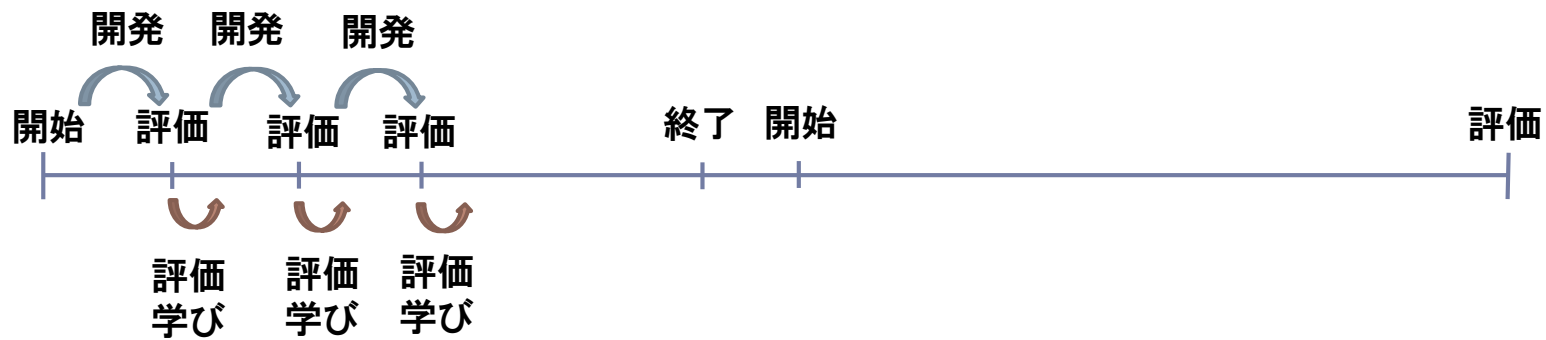 開発 開発 開発
開始 評価 評価 評価 終了 開始 評価
評価 評価 評価
学び 学び 学び